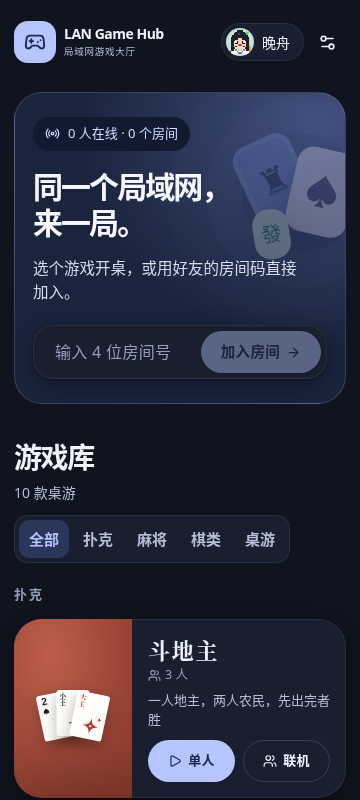 LAN Game Hub
局域网游戏大厅
晚舟
0 人在线 · 0 个房间
同一个局域网，
来一局。
發
选个游戏开桌，或用好友的房间码直接
加入。
输入 4 位房间号
加入房间
游戏库
10 款桌游
全部
扑克
麻将
棋类
桌游
扑克
2
小王
大王
斗地主
3 人
一人地主，两人农民，先出完者
胜
单人
联机